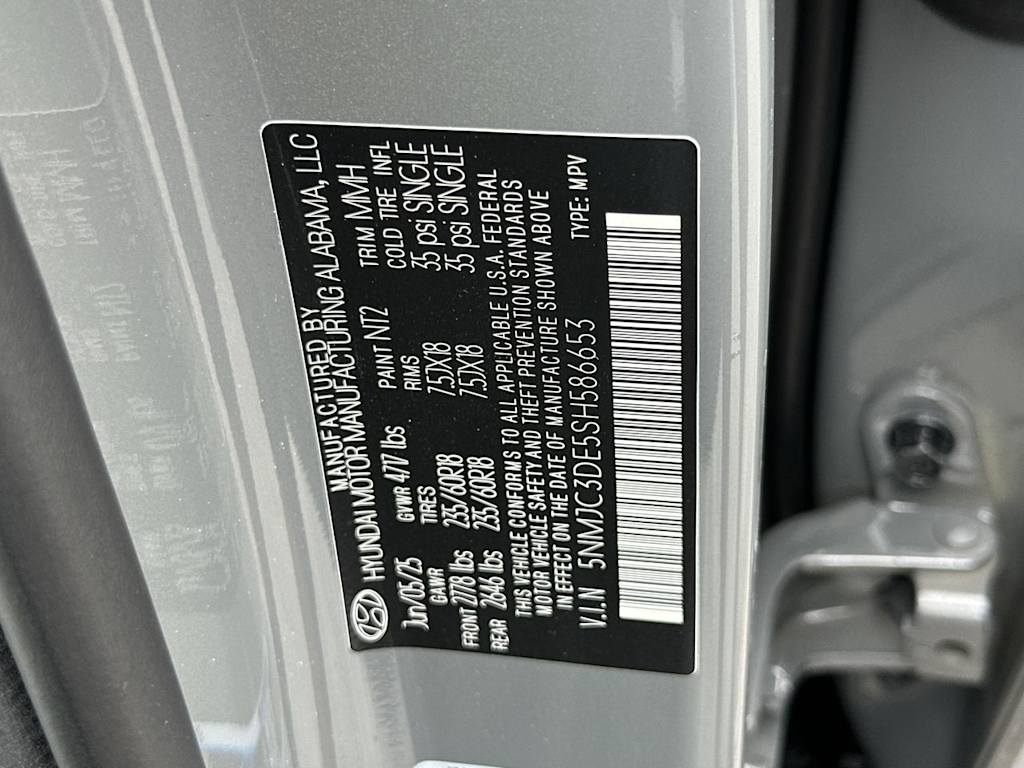 MANUFACTURED BY
HYUNDAI MOTOR MANUFACTURING ALABAMA, LLC
Jun/06/25 GVWR 4777 lbs PAINT NT2 TRIM MMH
GAWR TIRES RIMS COLD TIRE INFL
FRONT 2778 lbs 235/60R18 7.5JX18 35 psi SINGLE
REAR 2646 lbs 235/60R18 7.5JX18 35 psi SINGLE
THIS VEHICLE CONFORMS TO ALL APPLICABLE U.S.A. FEDERAL
MOTOR VEHICLE SAFETY AND THEFT PREVENTION STANDARDS
IN EFFECT ON THE DATE OF MANUFACTURE SHOWN ABOVE
V.I.N 5NMJC3DE5SH586653 TYPE: MPV